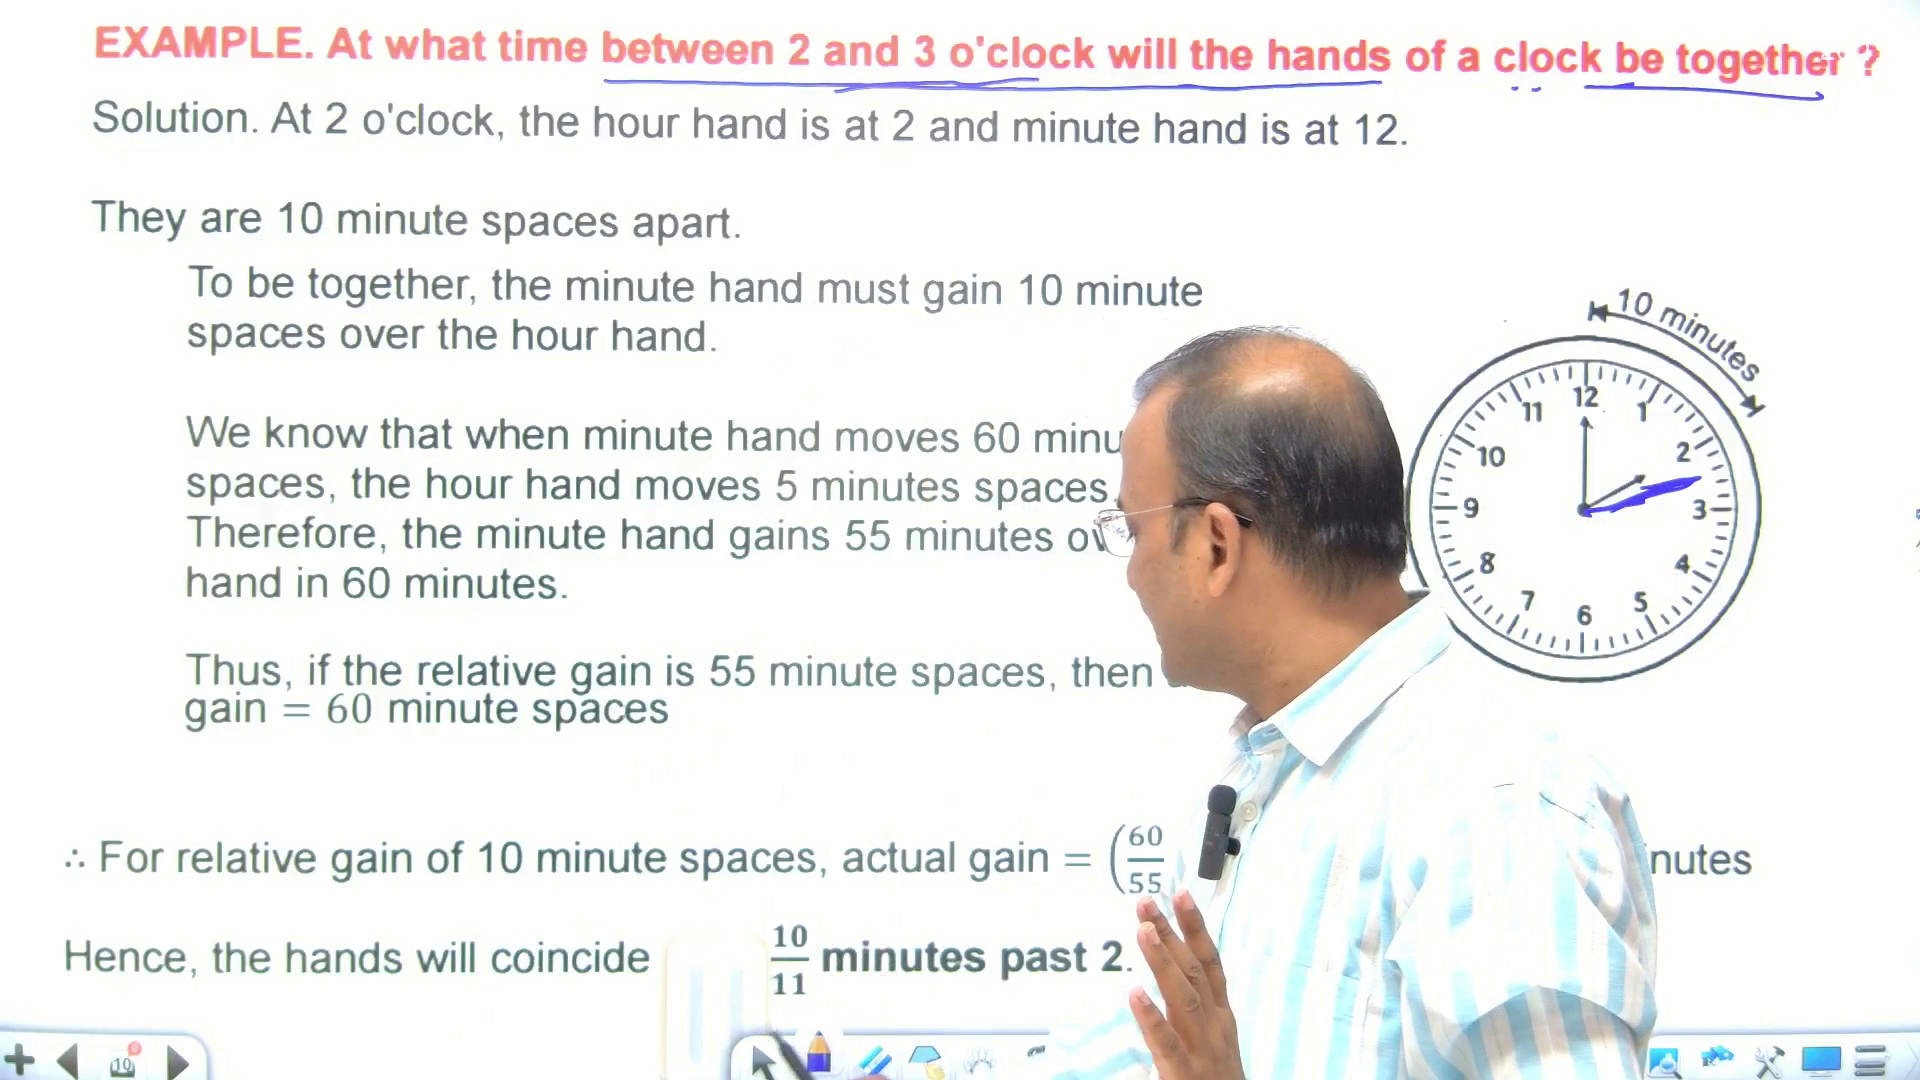 EXAMPLE. At what time between 2 and 3 o'clock will the hands of a clock be together ?
Solution. At 2 o'clock, the hour hand is at 2 and minute hand is at 12.
They are 10 minute spaces apart.
To be together, the minute hand must gain 10 minute
spaces over the hour hand.
We know that when minute hand moves 60 minu
spaces, the hour hand moves 5 minutes spaces.
Therefore, the minute hand gains 55 minutes ov
hand in 60 minutes.
Thus, if the relative gain is 55 minute spaces, then
gain = 60 minute spaces
∴ For relative gain of 10 minute spaces, actual gain = (60/55 nutes
Hence, the hands will coincide 10/11 minutes past 2.
10 minutes
12
1
2
3
4
5
6
7
8
9
10
11
10